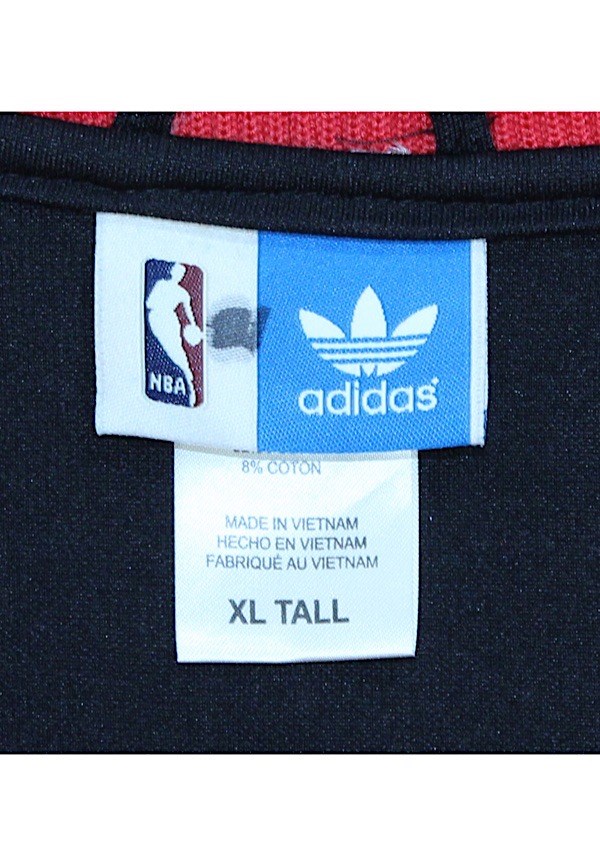 NBA
adidas
8% COTON
MADE IN VIETNAM
HECHO EN VIETNAM
FABRIQUÉ AU VIETNAM
XL TALL